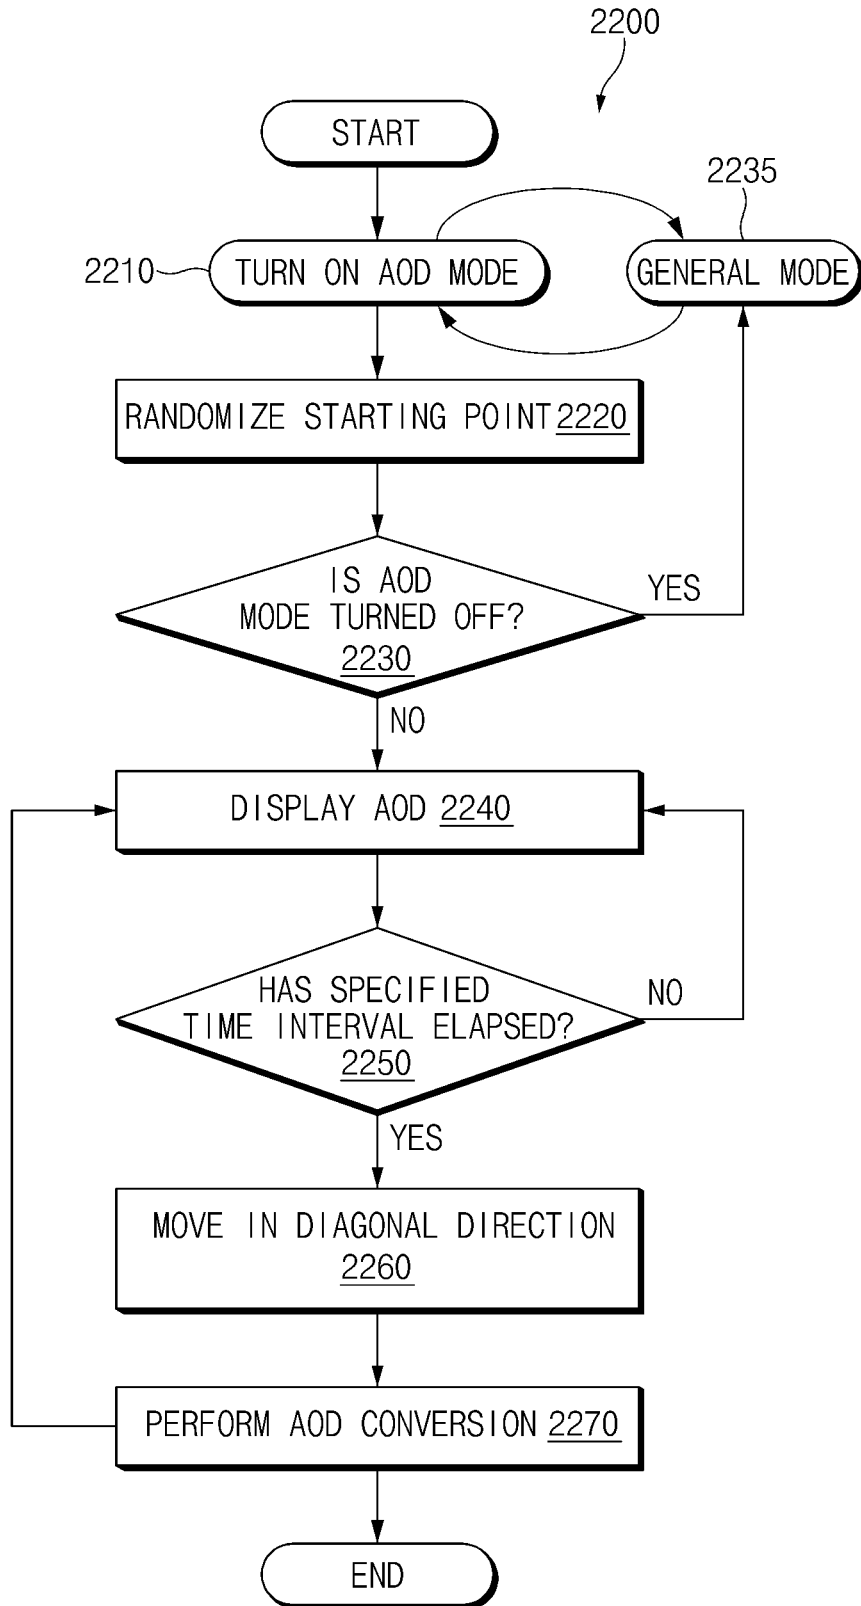 2200
START
2235
2210
TURN ON AOD MODE
GENERAL MODE
RANDOMIZE STARTING POINT 2220
IS AOD
MODE TURNED OFF?
2230
YES
NO
DISPLAY AOD 2240
HAS SPECIFIED
TIME INTERVAL ELAPSED?
2250
NO
YES
MOVE IN DIAGONAL DIRECTION
2260
PERFORM AOD CONVERSION 2270
END